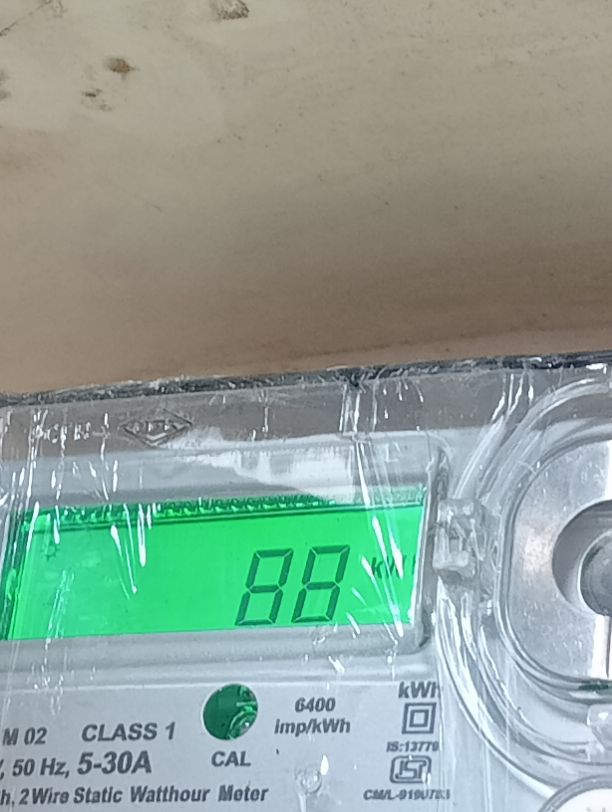 88
6400
kWh
M 02 CLASS 1
imp/kWh
50 Hz, 5-30A
CAL
IS:13779
h, 2 Wire Static Watthour Meter